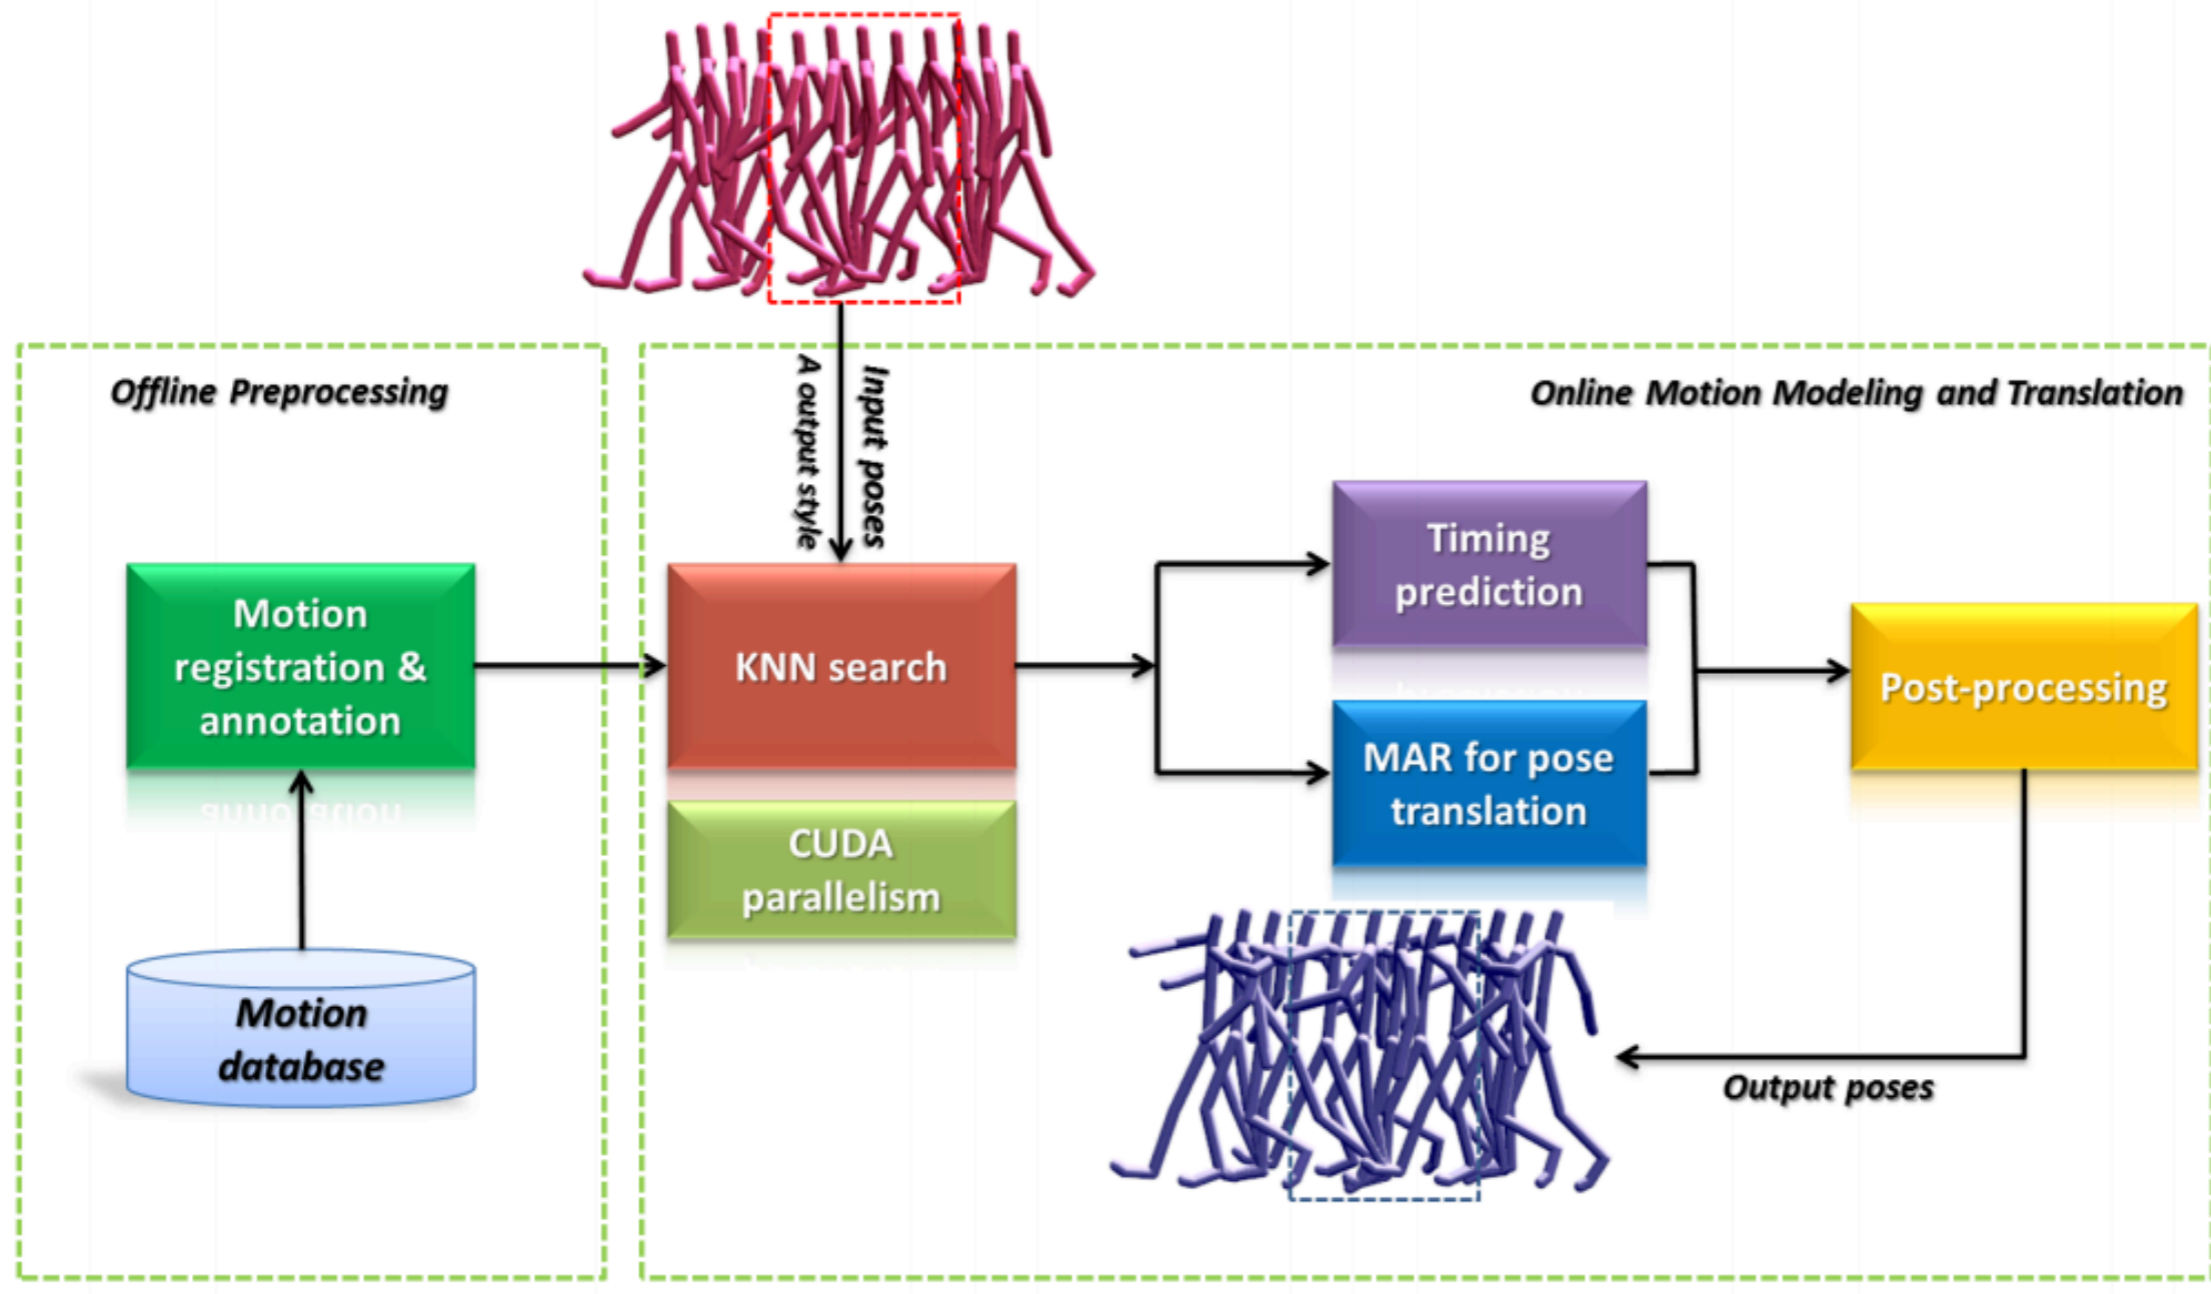 Offline Preprocessing
A output style
Input poses
Online Motion Modeling and Translation
Motion
registration &
annotation
KNN search
CUDA
parallelism
Timing
prediction
MAR for pose
translation
Post-processing
Motion
database
Output poses